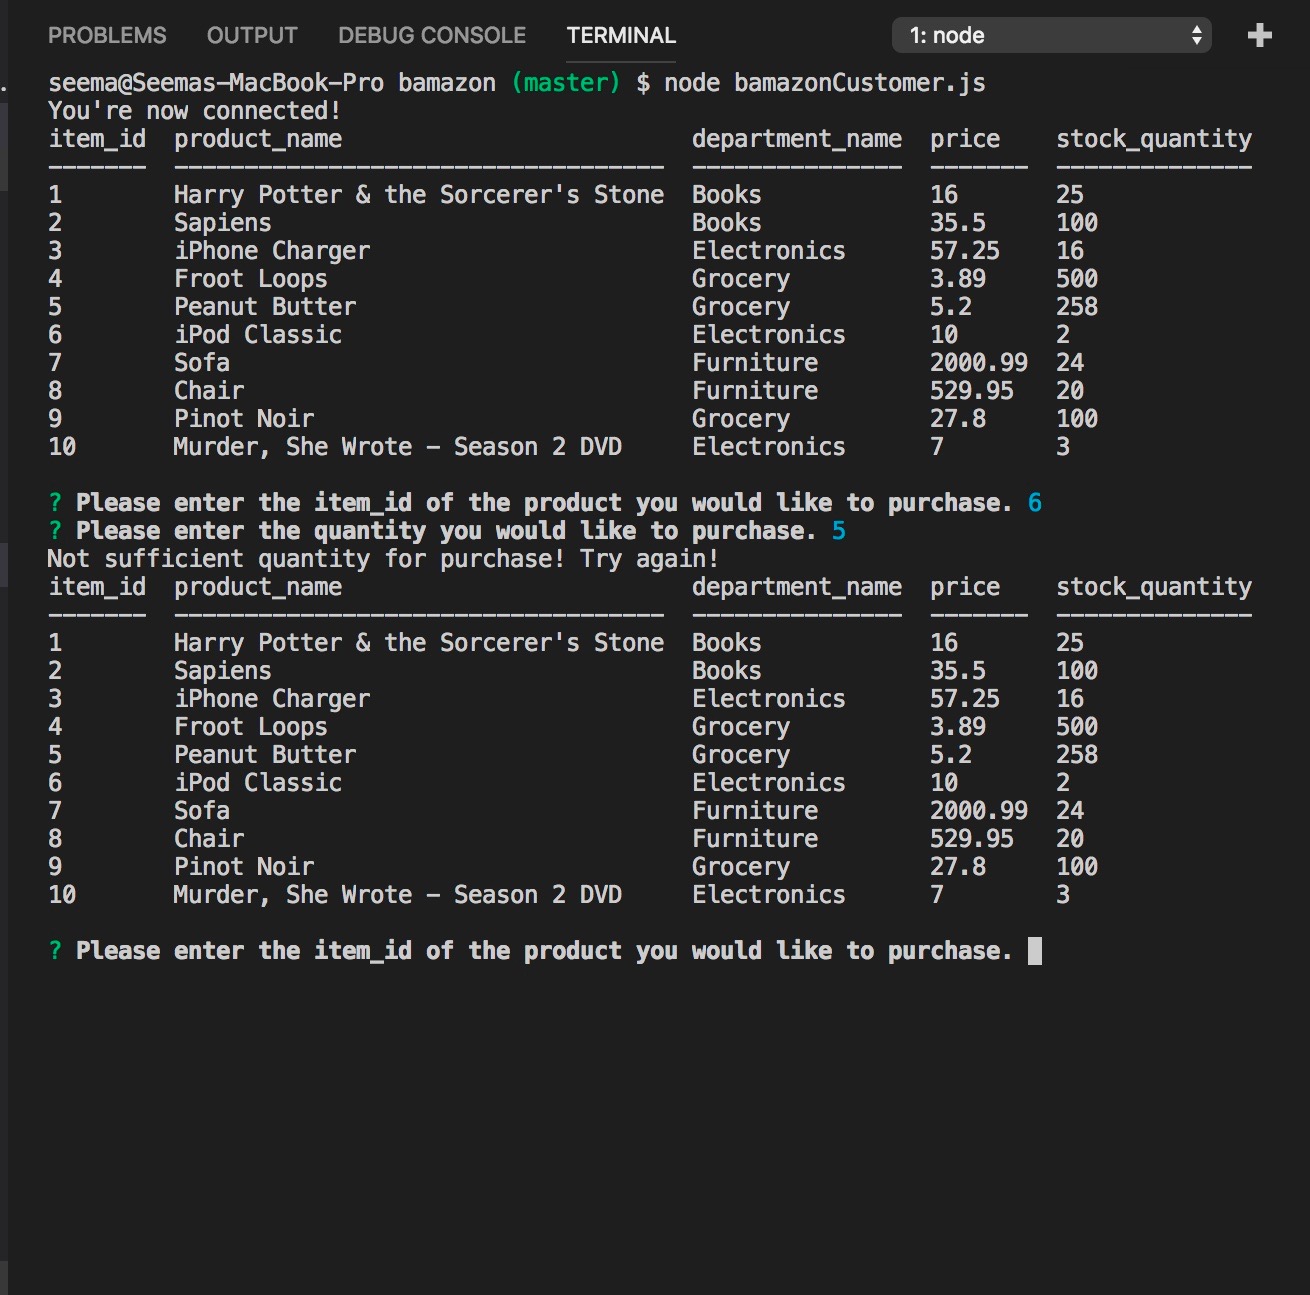 PROBLEMS OUTPUT DEBUG CONSOLE TERMINAL 1: node
seema@Seemas-MacBook-Pro bamazon (master) $ node bamazonCustomer.js
You're now connected!
item_id  product_name                         department_name  price    stock_quantity
-------  -----------------------------------  ---------------  -------  --------------
1        Harry Potter & the Sorcerer's Stone  Books            16       25
2        Sapiens                              Books            35.5     100
3        iPhone Charger                       Electronics      57.25    16
4        Froot Loops                          Grocery          3.89     500
5        Peanut Butter                        Grocery          5.2      258
6        iPod Classic                         Electronics      10       2
7        Sofa                                 Furniture        2000.99  24
8        Chair                                Furniture        529.95   20
9        Pinot Noir                           Grocery          27.8     100
10       Murder, She Wrote - Season 2 DVD     Electronics      7        3
? Please enter the item_id of the product you would like to purchase. 6
? Please enter the quantity you would like to purchase. 5
Not sufficient quantity for purchase! Try again!
item_id  product_name                         department_name  price    stock_quantity
-------  -----------------------------------  ---------------  -------  --------------
1        Harry Potter & the Sorcerer's Stone  Books            16       25
2        Sapiens                              Books            35.5     100
3        iPhone Charger                       Electronics      57.25    16
4        Froot Loops                          Grocery          3.89     500
5        Peanut Butter                        Grocery          5.2      258
6        iPod Classic                         Electronics      10       2
7        Sofa                                 Furniture        2000.99  24
8        Chair                                Furniture        529.95   20
9        Pinot Noir                           Grocery          27.8     100
10       Murder, She Wrote - Season 2 DVD     Electronics      7        3
? Please enter the item_id of the product you would like to purchase.